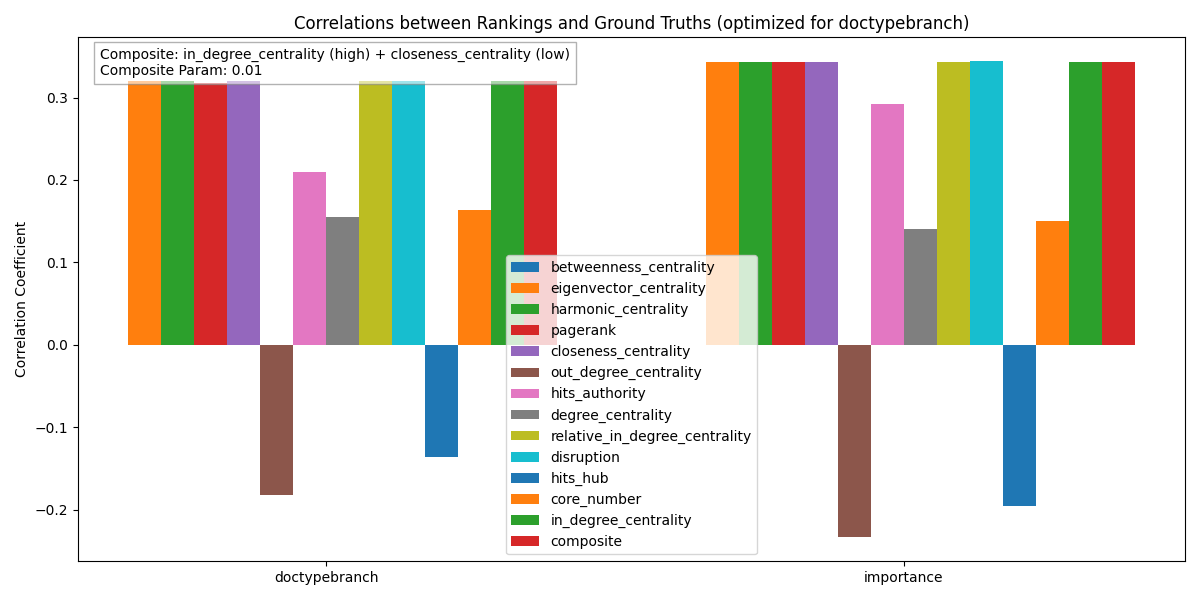 Correlations between Rankings and Ground Truths (optimized for doctypebranch)
Composite: in_degree_centrality (high) + closeness_centrality (low)
Composite Param: 0.01
Correlation Coefficient
0.3
0.2
0.1
0.0
−0.1
−0.2
betweenness_centrality
eigenvector_centrality
harmonic_centrality
pagerank
closeness_centrality
out_degree_centrality
hits_authority
degree_centrality
relative_in_degree_centrality
disruption
hits_hub
core_number
in_degree_centrality
composite
doctypebranch
importance